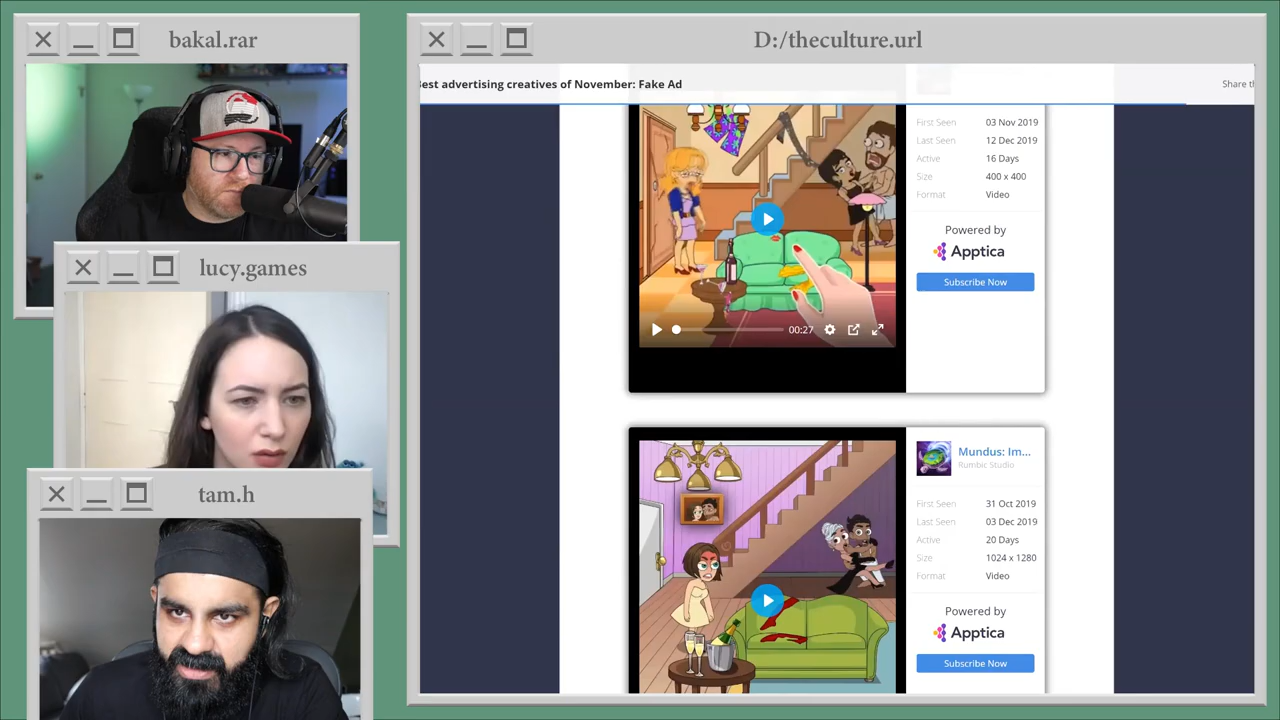 bakal.rar
lucy.games
tam.h
D:/theculture.url
est advertising creatives of November: Fake Ad
Share t
First Seen 03 Nov 2019
Last Seen 12 Dec 2019
Active 16 Days
Size 400 x 400
Format Video
Powered by
Apptica
Subscribe Now
00:27
Mundus: Im...
Rumbic Studio
First Seen 31 Oct 2019
Last Seen 03 Dec 2019
Active 20 Days
Size 1024 x 1280
Format Video
Powered by
Apptica
Subscribe Now